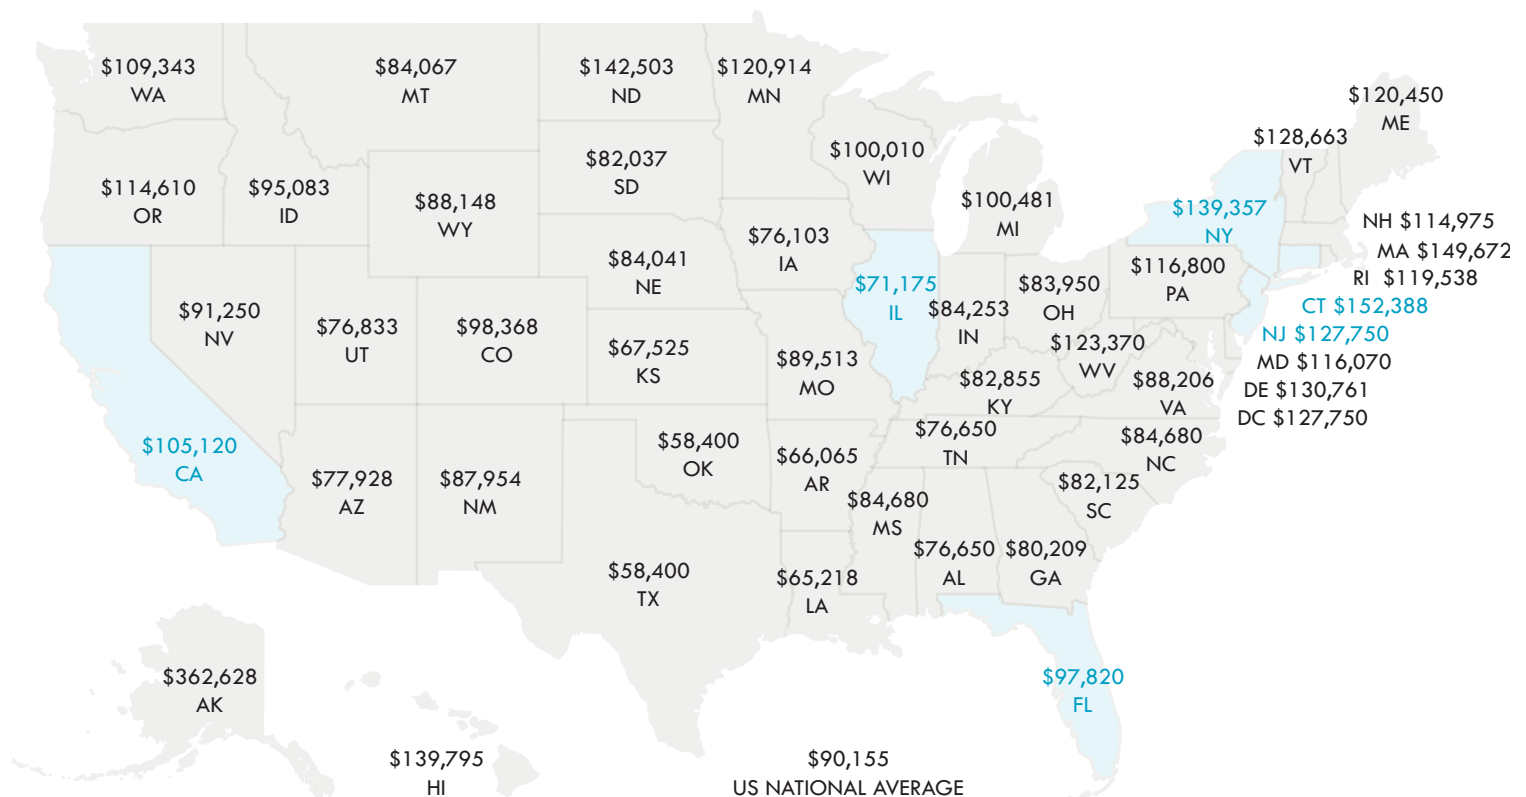 $109,343
WA
$84,067
MT
$142,503
ND
$120,914
MN
$120,450
ME
$128,663
VT
$100,010
WI
$82,037
SD
$114,610
OR
$95,083
ID
$88,148
WY
$100,481
MI
$139,357
NY
NH $114,975
MA $149,672
RI $119,538
CT $152,388
NJ $127,750
MD $116,070
DE $130,761
DC $127,750
$76,103
IA
$84,041
NE
$116,800
PA
$71,175
IL
$84,253
IN
$83,950
OH
$91,250
NV
$76,833
UT
$98,368
CO
$67,525
KS
$89,513
MO
$123,370
WV
$82,855
KY
$88,206
VA
$105,120
CA
$77,928
AZ
$87,954
NM
$58,400
OK
$66,065
AR
$76,650
TN
$84,680
NC
$82,125
SC
$84,680
MS
$76,650
AL
$80,209
GA
$58,400
TX
$65,218
LA
$97,820
FL
$362,628
AK
$139,795
HI
$90,155
US NATIONAL AVERAGE